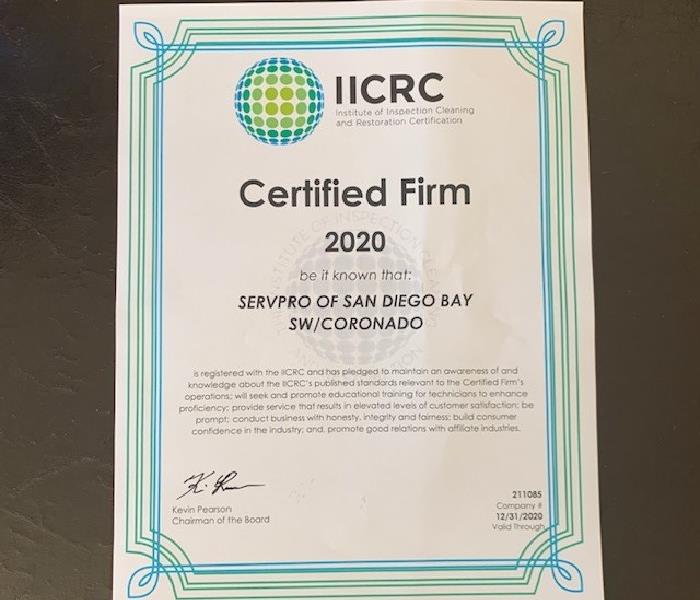 IICRC
Institute of Inspection Cleaning
and Restoration Certification
Certified Firm
2020
be it known that:
SERVPRO OF SAN DIEGO BAY
SW/CORONADO
is registered with the IICRC and has pledged to maintain an awareness of and
knowledge about the IICRC's published standards relevant to the Certified Firm's
operations; will seek and promote educational training for technicians to enhance
proficiency; provide service that results in elevated levels of customer satisfaction; be
prompt; conduct business with honesty, integrity and fairness; build consumer
confidence in the industry; and, promote good relations with affiliate industries.
Kevin Pearson
Chairman of the Board
211085
Company #
12/31/2020
Valid Through
INSTITUTE OF INSPECTION CLEANING